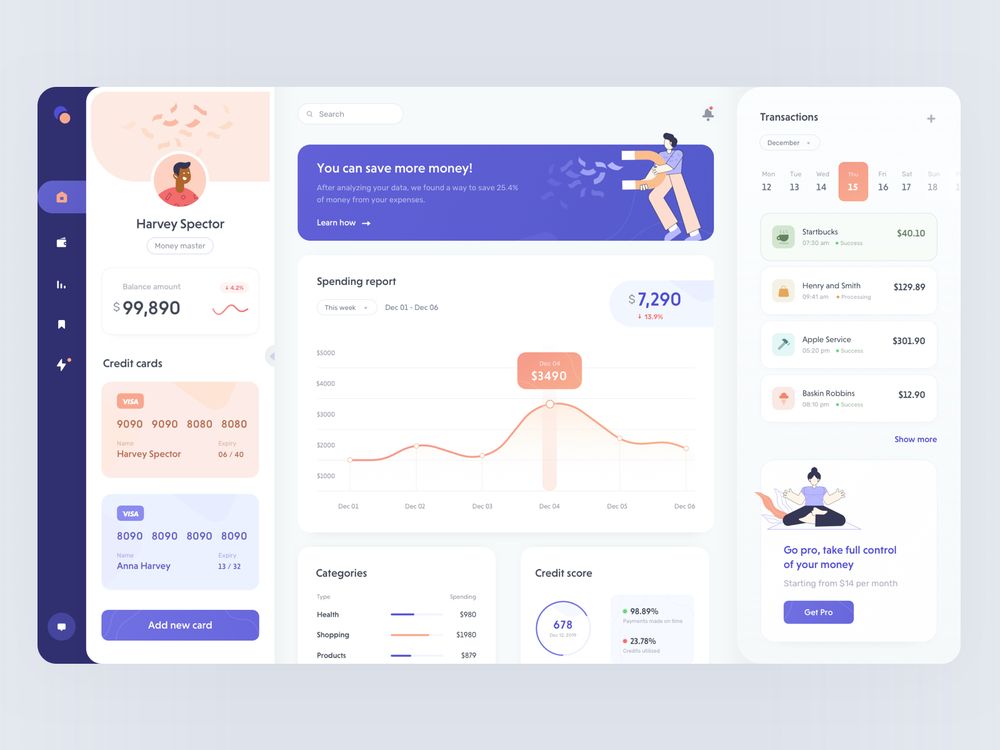 Harvey Spector
Money master
Balance amount
4.2%
$ 99,890
Credit cards
VISA
9090 9090 8080 8080
Name
Expiry
Harvey Spector
06 / 40
VISA
8090 8090 8090 8090
Name
Expiry
Anna Harvey
13 / 32
Add new card
Search
You can save more money!
After analyzing your data, we found a way to save 25.4%
of money from your expenses.
Learn how
Spending report
This week
Dec 01 - Dec 06
$ 7,290
13.9%
$5000
$4000
$3000
$2000
$1000
Dec 04
$3490
Dec 01
Dec 02
Dec 03
Dec 04
Dec 05
Dec 06
Categories
Type
Spending
Health
$980
Shopping
$1980
Products
$879
Credit score
678
Dec 12, 2019
98.89%
Payments made on time
23.78%
Credits utilized
Transactions
December
Mon Tue Wed Thu Fri Sat Sun
12 13 14 15 16 17 18
Startbucks
$40.10
07:30 am Success
Henry and Smith
$129.89
09:41 am Processing
Apple Service
$301.90
05:20 pm Success
Baskin Robbins
$12.90
08:10 pm Success
Show more
Go pro, take full control
of your money
Starting from $14 per month
Get Pro